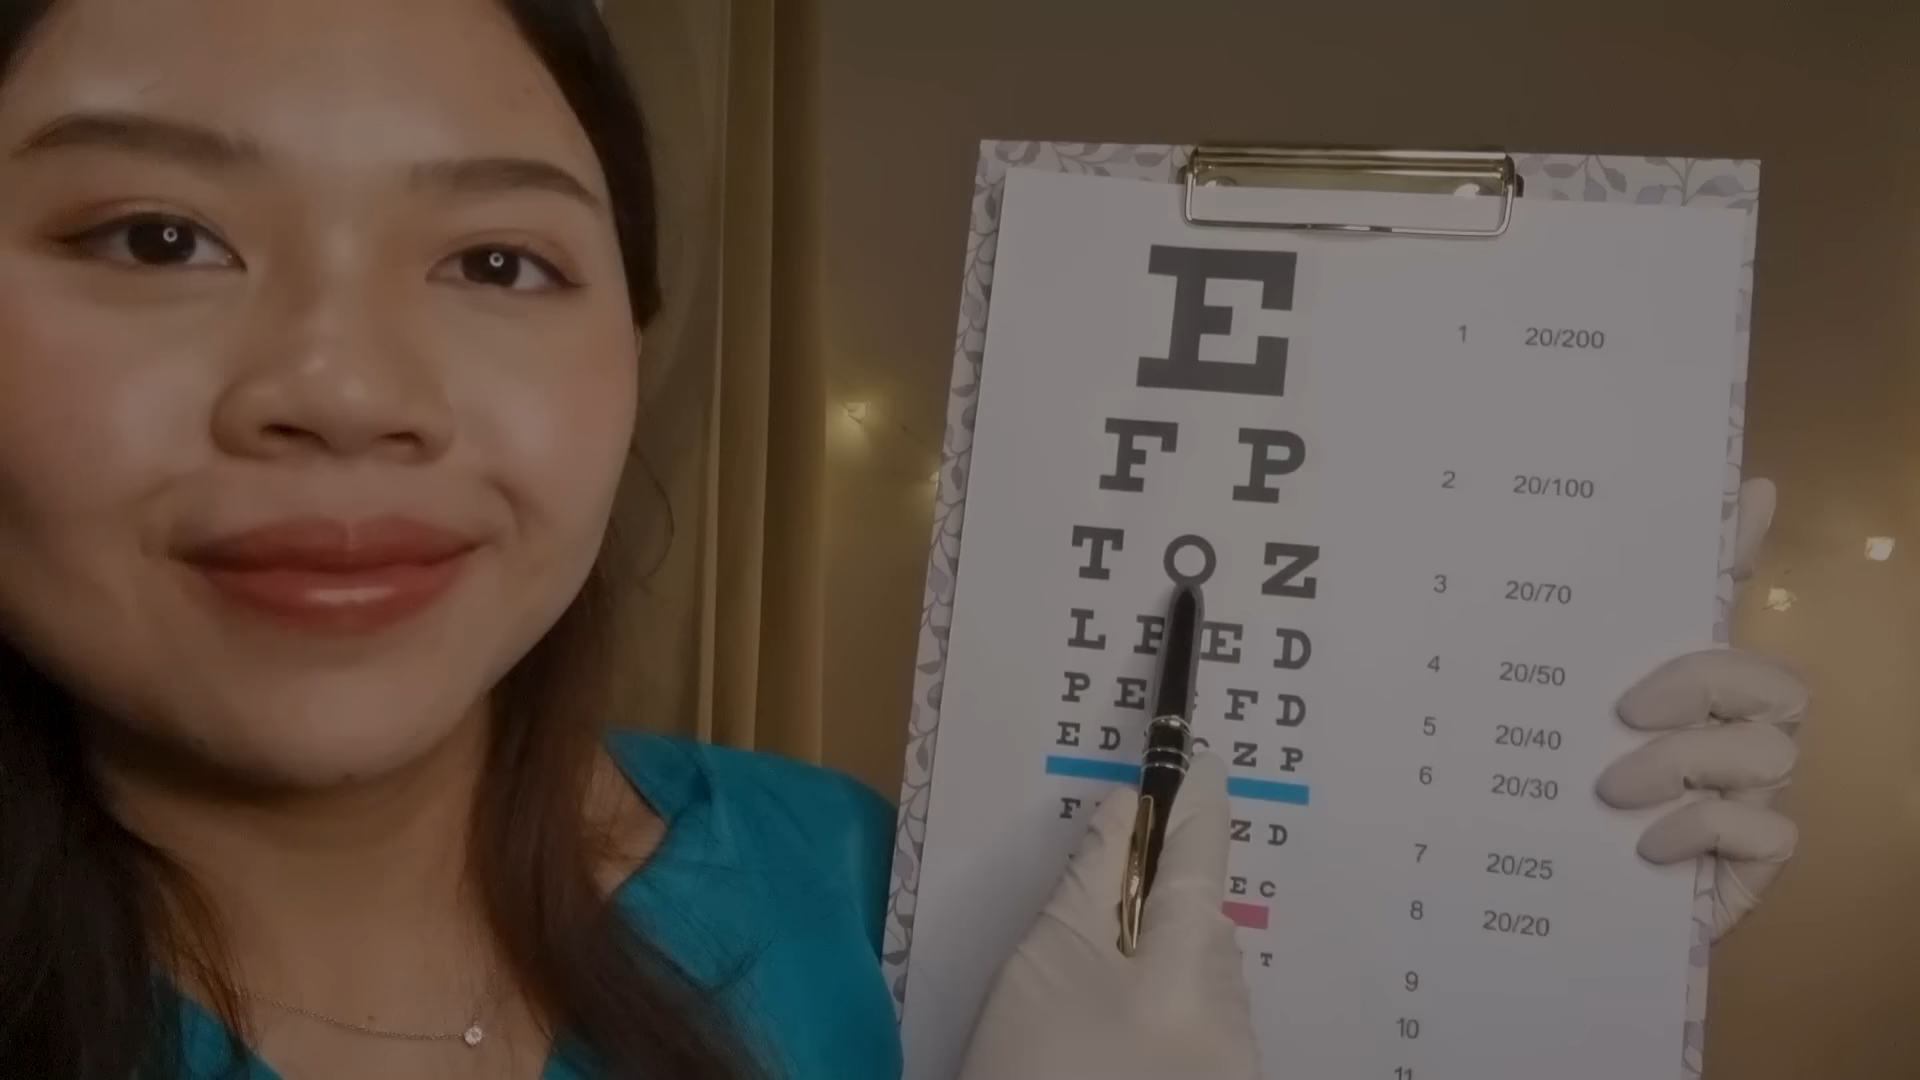 E 1 20/200
F P 2 20/100
T O Z 3 20/70
L P E D 4 20/50
P E F D 5 20/40
E D Z P 6 20/30
F Z D 7 20/25
E C 8 20/20
T 9
10
11